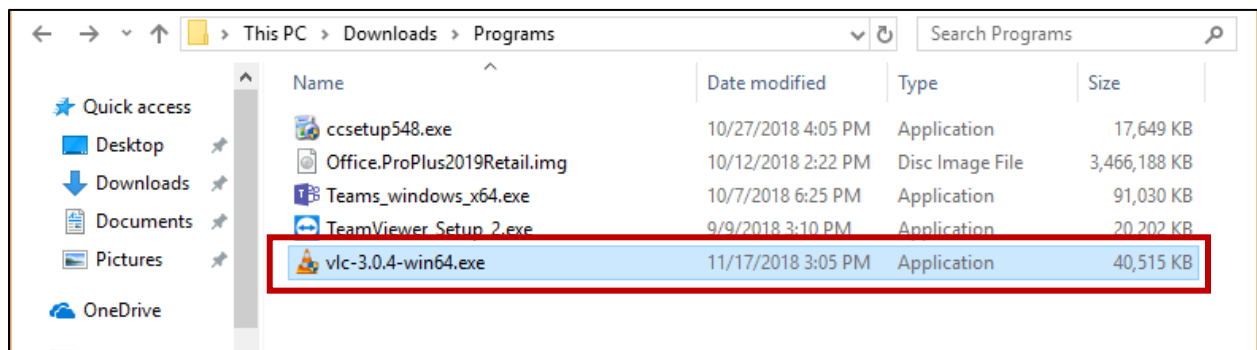 This PC > Downloads > Programs Search Programs
Name Date modified Type Size
Quick access
ccsetup548.exe 10/27/2018 4:05 PM Application 17,649 KB
Desktop
Office.ProPlus2019Retail.img 10/12/2018 2:22 PM Disc Image File 3,466,188 KB
Downloads
Teams_windows_x64.exe 10/7/2018 6:25 PM Application 91,030 KB
Documents
TeamViewer_Setup_2.exe 9/9/2018 3:10 PM Application 20,202 KB
Pictures
vlc-3.0.4-win64.exe 11/17/2018 3:05 PM Application 40,515 KB
OneDrive